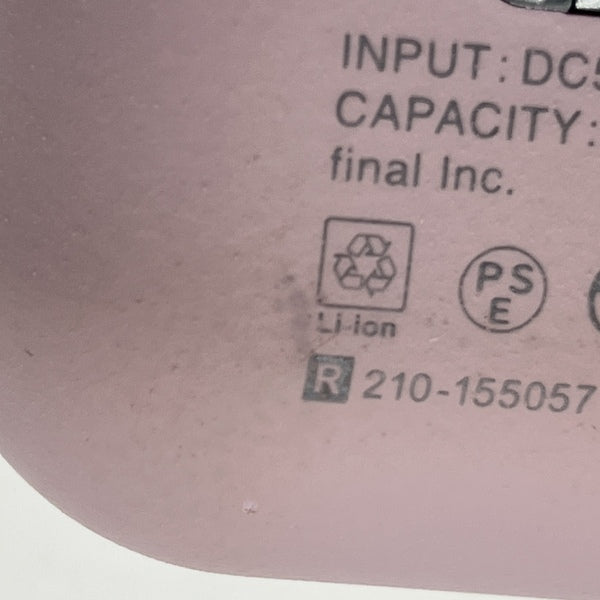 INPUT: DC5
CAPACITY:
final Inc.
PS
E
Li-ion
R 210-155057